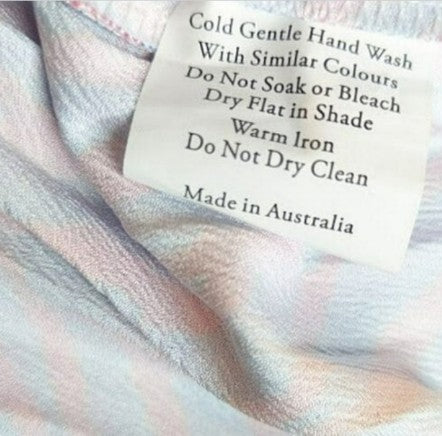 Cold Gentle Hand Wash
With Similar Colours
Do Not Soak or Bleach
Dry Flat in Shade
Warm Iron
Do Not Dry Clean
Made in Australia